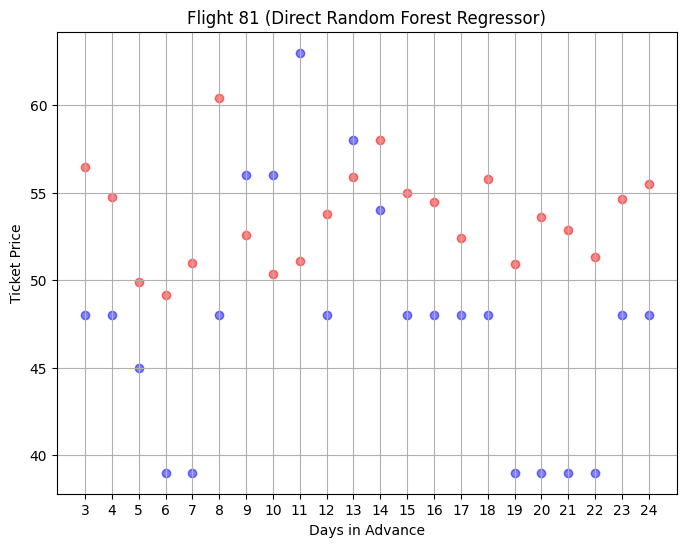 Flight 81 (Direct Random Forest Regressor)
Ticket Price
60
55
50
45
40
3 4 5 6 7 8 9 10 11 12 13 14 15 16 17 18 19 20 21 22 23 24
Days in Advance